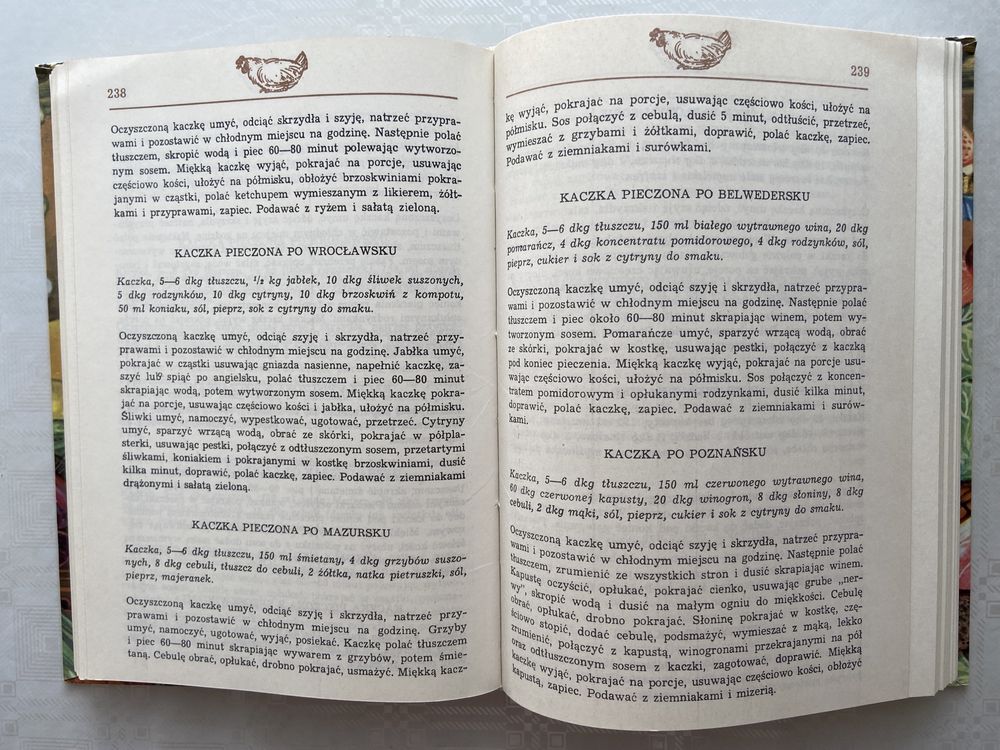 238
Oczyszczoną kaczkę umyć, odciąć skrzydła i szyję, natrzeć przypra-
wami i pozostawić w chłodnym miejscu na godzinę. Następnie polać
tłuszczem, skropić wodą i piec 60—80 minut polewając wytworzo-
nym sosem. Miękką kaczkę wyjąć, pokrajać na porcje, usuwając
częściowo kości, ułożyć na półmisku, obłożyć brzoskwiniami pokra-
janymi w cząstki, polać ketchupem wymieszanym z likierem, żółt-
kami i przyprawami, zapiec. Podawać z ryżem i sałatą zieloną.
KACZKA PIECZONA PO WROCŁAWSKU
Kaczka, 5—6 dkg tłuszczu, 1/2 kg jabłek, 10 dkg śliwek suszonych,
5 dkg rodzynków, 10 dkg cytryny, 10 dkg brzoskwiń z kompotu,
50 ml koniaku, sól, pieprz, sok z cytryny do smaku.
Oczyszczoną kaczkę umyć, odciąć szyję i skrzydła, natrzeć przy-
prawami i pozostawić w chłodnym miejscu na godzinę. Jabłka umyć,
pokrajać w cząstki usuwając gniazda nasienne, napełnić kaczkę, za-
szyć lub spiąć po angielsku, polać tłuszczem i piec 60—80 minut
skrapiając wodą, potem wytworzonym sosem. Miękką kaczkę pokra-
jać na porcje, usuwając częściowo kości i jabłka, ułożyć na półmisku.
Śliwki umyć, namoczyć, wypestkować, ugotować, przetrzeć. Cytryny
umyć, sparzyć wrzącą wodą, obrać ze skórki, pokrajać w półpla-
sterki, usuwając pestki, połączyć z odtłuszczonym sosem, przetartymi
śliwkami, koniakiem i pokrajanymi w kostkę brzoskwiniami, dusić
kilka minut, doprawić, polać kaczkę, zapiec. Podawać z ziemniakami
drążonymi i sałatą zieloną.
KACZKA PIECZONA PO MAZURSKU
Kaczka, 5—6 dkg tłuszczu, 150 ml śmietany, 4 dkg grzybów suszo-
nych, 8 dkg cebuli, tłuszcz do cebuli, 2 żółtka, natka pietruszki, sól,
pieprz, majeranek.
Oczyszczoną kaczkę umyć, odciąć szyję i skrzydła, natrzeć przy-
prawami i pozostawić w chłodnym miejscu na godzinę. Grzyby
umyć, namoczyć, ugotować, wyjąć, posiekać. Kaczkę polać tłuszczem
i piec 60—80 minut skrapiając wywarem z grzybów, potem śmie-
taną. Cebulę obrać, opłukać, drobno pokrajać, usmażyć. Miękką kacz-
239
kę wyjąć, pokrajać na porcje, usuwając częściowo kości, ułożyć na
półmisku. Sos połączyć z cebulą, dusić 5 minut, odtłuścić, przetrzeć,
wymieszać z grzybami i żółtkami, doprawić, polać kaczkę, zapiec.
Podawać z ziemniakami i surówkami.
KACZKA PIECZONA PO BELWEDERSKU
Kaczka, 5—6 dkg tłuszczu, 150 ml białego wytrawnego wina, 20 dkg
pomarańcz, 4 dkg koncentratu pomidorowego, 4 dkg rodzynków, sól,
pieprz, cukier i sok z cytryny do smaku.
Oczyszczoną kaczkę umyć, odciąć szyję i skrzydła, natrzeć przypra-
wami i pozostawić w chłodnym miejscu na godzinę. Następnie polać
tłuszczem i piec około 60—80 minut skrapiając winem, potem wy-
tworzonym sosem. Pomarańcze umyć, sparzyć wrzącą wodą, obrać
ze skórki, pokrajać w kostkę, usuwając pestki, połączyć z kaczką
pod koniec pieczenia. Miękką kaczkę wyjąć, pokrajać na porcje usu-
wając częściowo kości, ułożyć na półmisku. Sos połączyć z koncen-
tratem pomidorowym i opłukanymi rodzynkami, dusić kilka minut,
doprawić, polać kaczkę, zapiec. Podawać z ziemniakami i surów-
kami.
KACZKA PO POZNAŃSKU
Kaczka, 5—6 dkg tłuszczu, 150 ml czerwonego wytrawnego wina,
60 dkg czerwonej kapusty, 20 dkg winogron, 8 dkg słoniny, 8 dkg
cebuli, 2 dkg mąki, sól, pieprz, cukier i sok z cytryny do smaku.
Oczyszczoną kaczkę umyć, odciąć szyję i skrzydła, natrzeć przypra-
wami i pozostawić w chłodnym miejscu na godzinę. Następnie polać
tłuszczem, zrumienić ze wszystkich stron i dusić skrapiając winem.
Kapustę oczyścić, opłukać, pokrajać cienko, usuwając grube „ner-
wy", skropić wodą i dusić na małym ogniu do miękkości. Cebulę
obrać, opłukać, drobno pokrajać. Słoninę pokrajać w kostkę, czę-
ściowo stopić, dodać cebulę, podsmażyć, wymieszać z mąką, lekko
zrumienić, połączyć z kapustą, winogronami przekrajanymi na pół
oraz odtłuszczonym sosem z kaczki, zagotować, doprawić. Miękką
kaczkę wyjąć, pokrajać na porcje, usuwając częściowo kości, obłożyć
kapustą, zapiec. Podawać z ziemniakami i mizerią.